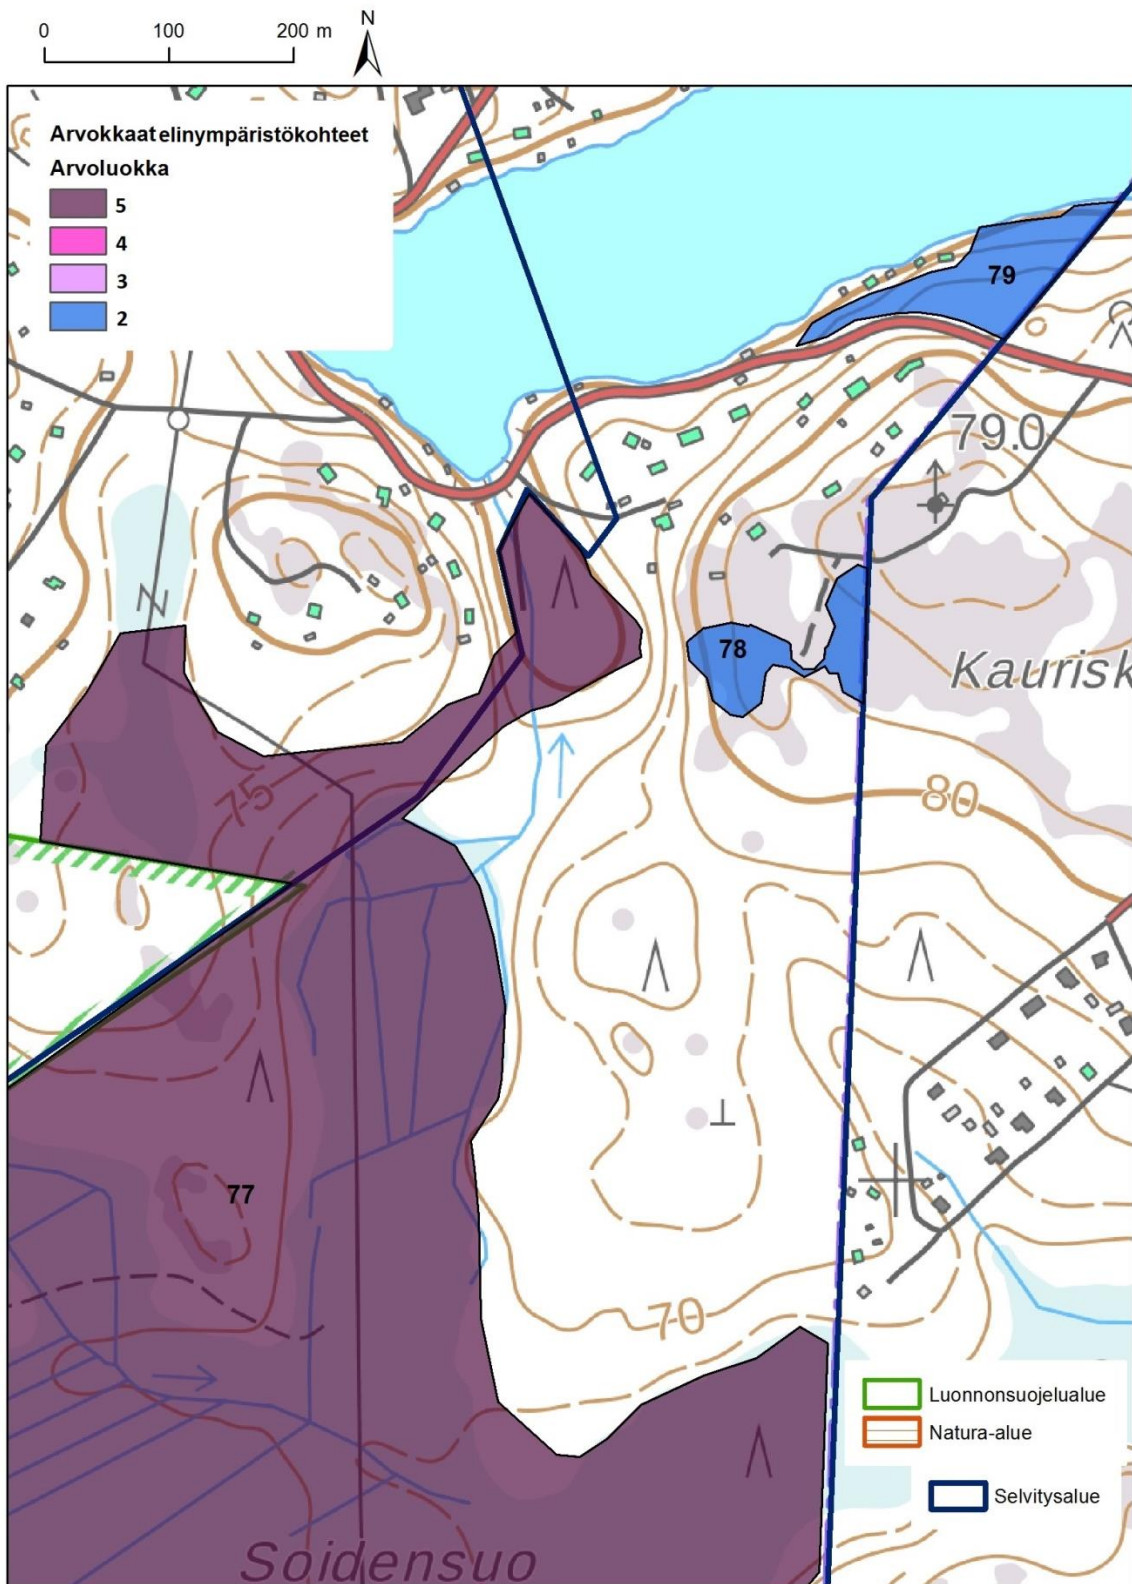 0 100 200 m
N
Arvokkaat elinympäristökohteet
Arvoluokka
5
4
3
2
79
79.0
78
Kaurisk
75
80
77
70
Luonnonsuojelualue
Natura-alue
Selvitysalue
Soidensuo